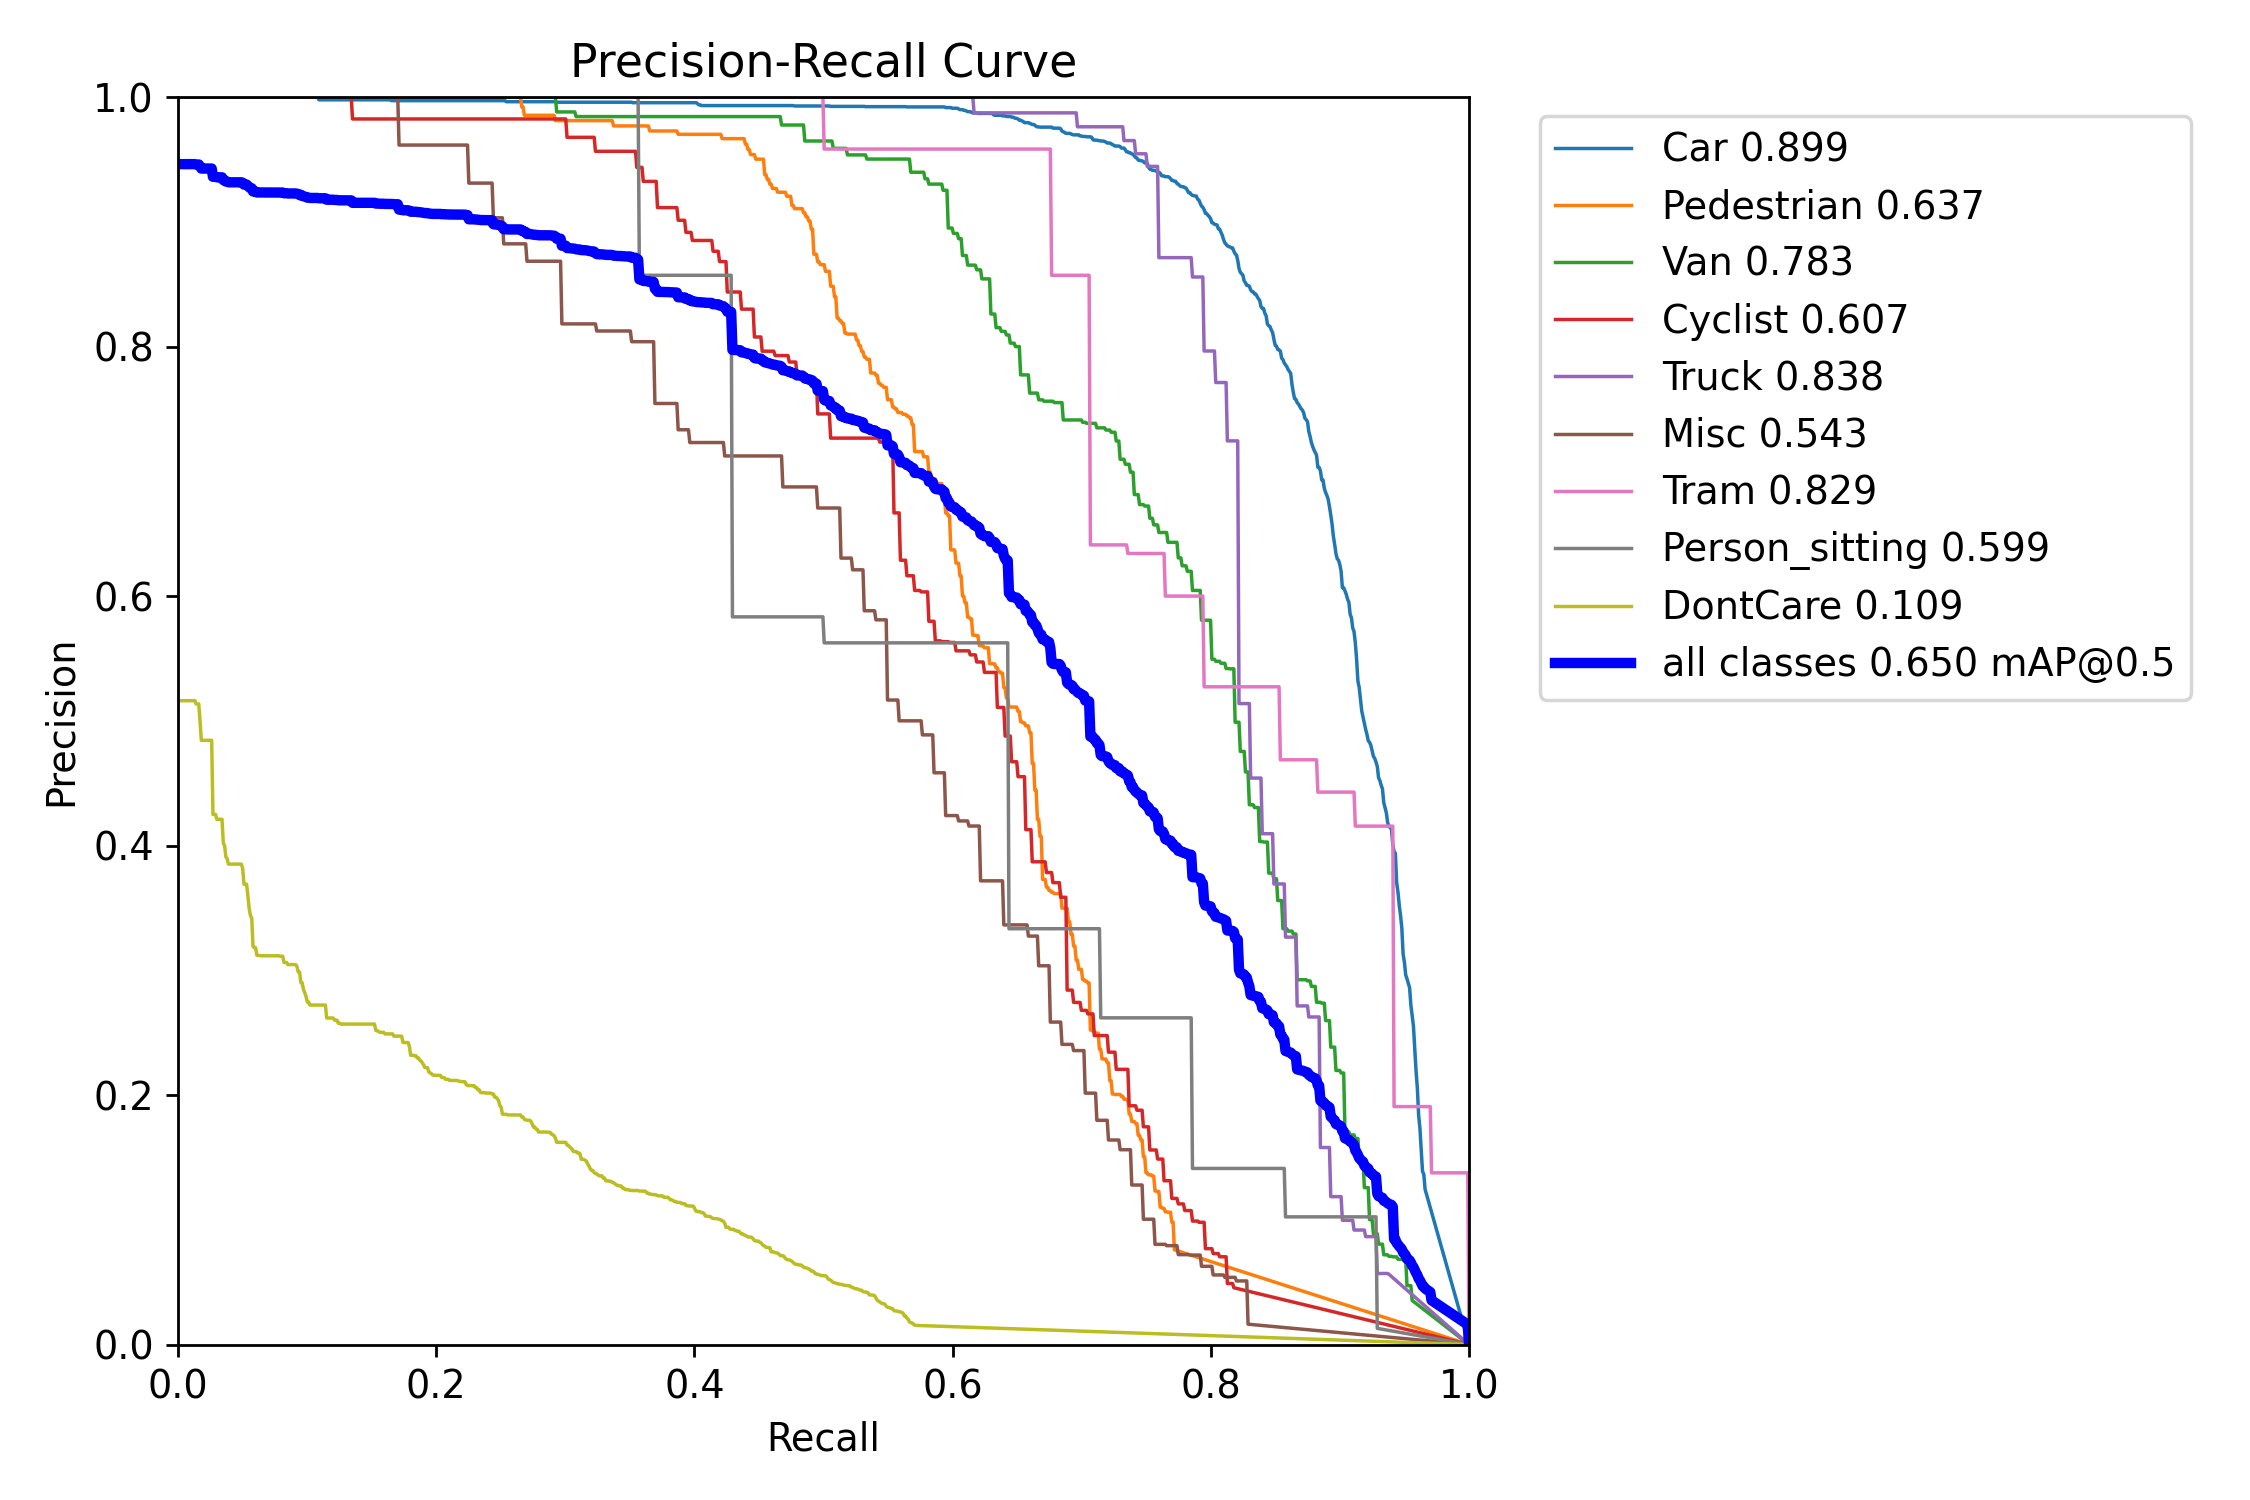 Precision-Recall Curve
1.0
0.8
0.6
0.4
0.2
0.0
Precision
0.0 0.2 0.4 0.6 0.8 1.0
Recall
Car 0.899
Pedestrian 0.637
Van 0.783
Cyclist 0.607
Truck 0.838
Misc 0.543
Tram 0.829
Person_sitting 0.599
DontCare 0.109
all classes 0.650 mAP@0.5